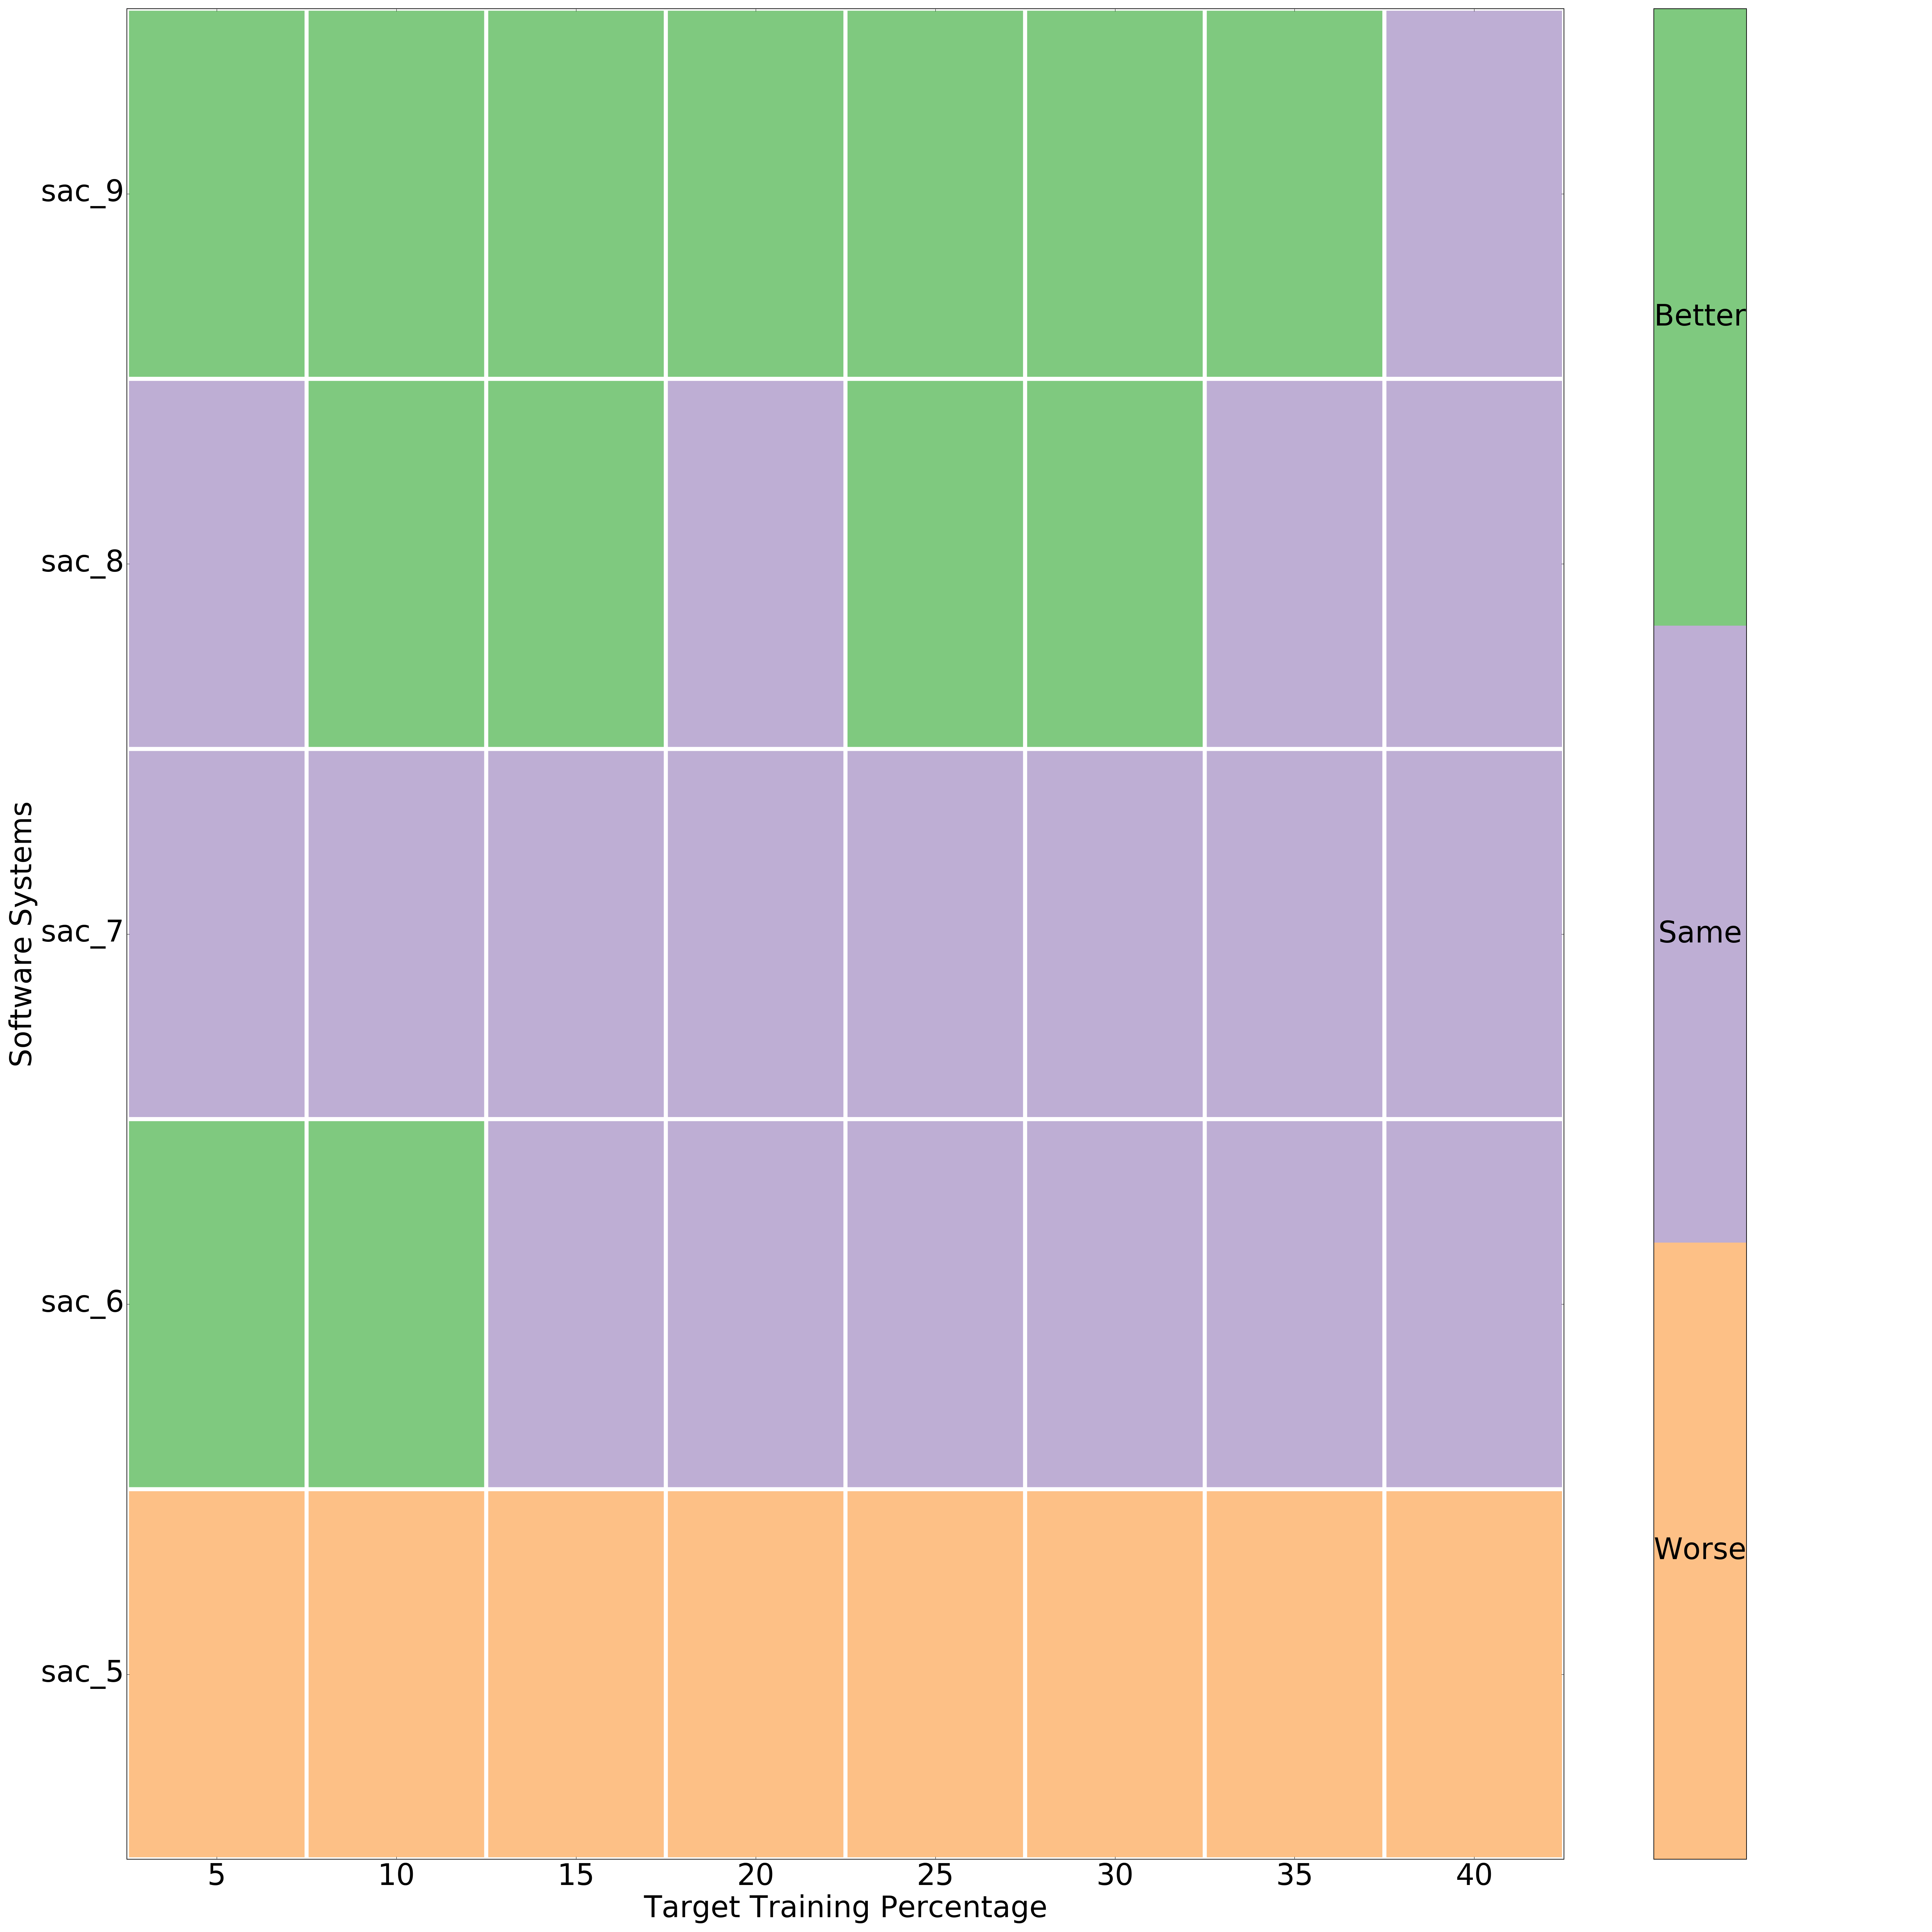 Software Systems
sac_9
sac_8
sac_7
sac_6
sac_5
5 10 15 20 25 30 35 40
Target Training Percentage
Better
Same
Worse